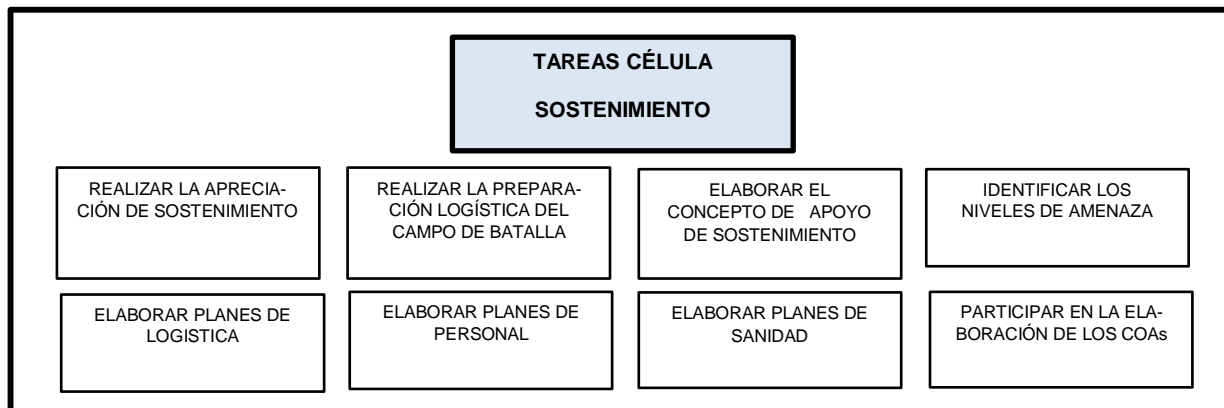 TAREAS CÉLULA
SOSTENIMIENTO
REALIZAR LA APRECIA-
CIÓN DE SOSTENIMIENTO
REALIZAR LA PREPARA-
CIÓN LOGÍSTICA DEL
CAMPO DE BATALLA
ELABORAR EL
CONCEPTO DE APOYO
DE SOSTENIMIENTO
IDENTIFICAR LOS
NIVELES DE AMENAZA
ELABORAR PLANES DE
LOGISTICA
ELABORAR PLANES DE
PERSONAL
ELABORAR PLANES DE
SANIDAD
PARTICIPAR EN LA ELA-
BORACIÓN DE LOS COAs